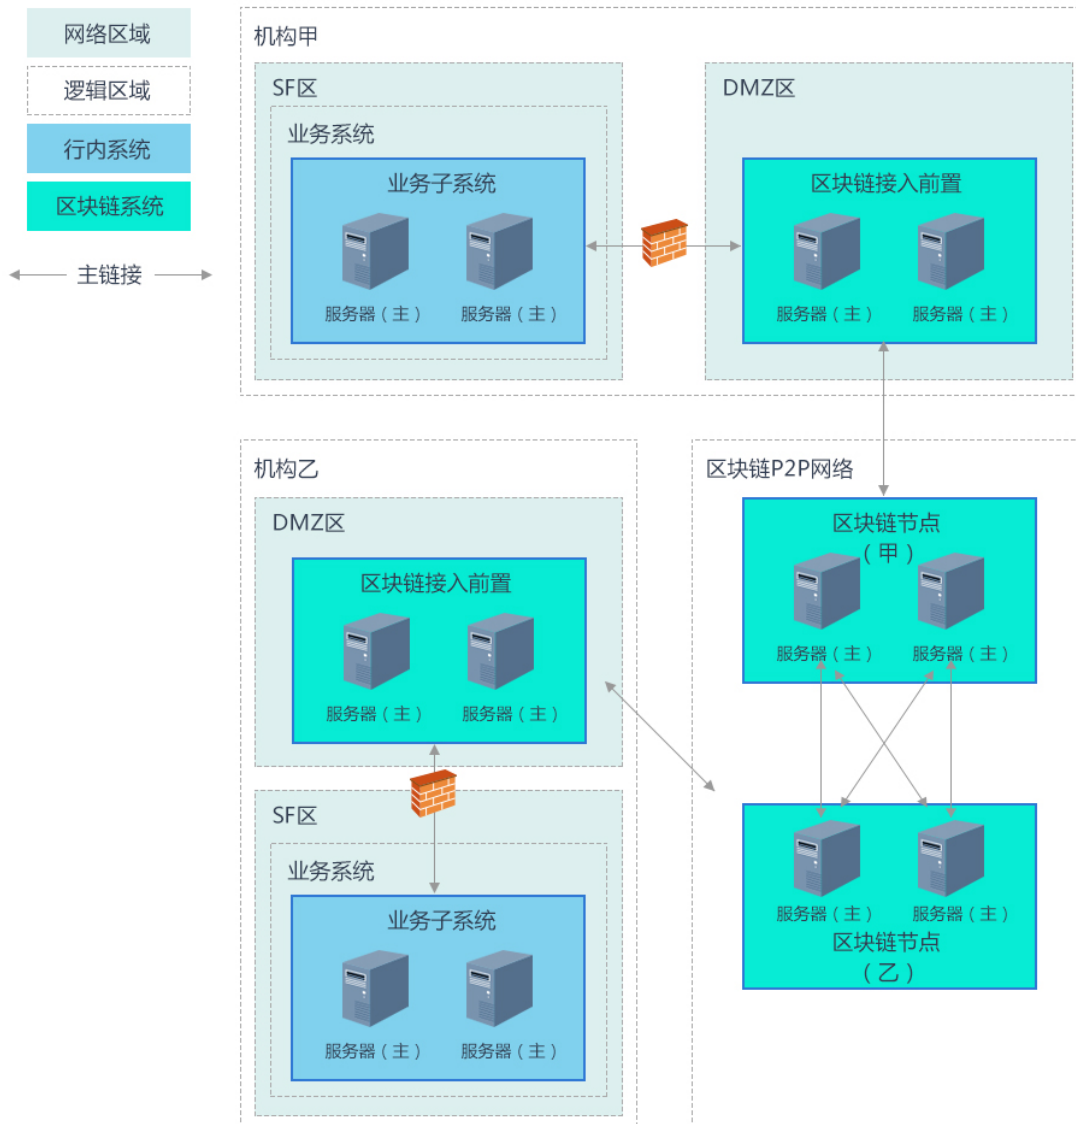 网络区域
逻辑区域
行内系统
区块链系统
主链接
机构甲
SF区
业务系统
业务子系统
服务器（主）
服务器（主）
DMZ区
区块链接入前置
服务器（主）
服务器（主）
机构乙
DMZ区
区块链接入前置
服务器（主）
服务器（主）
SF区
业务系统
业务子系统
服务器（主）
服务器（主）
区块链P2P网络
区块链节点
（甲）
服务器（主）
服务器（主）
服务器（主）
服务器（主）
区块链节点
（乙）